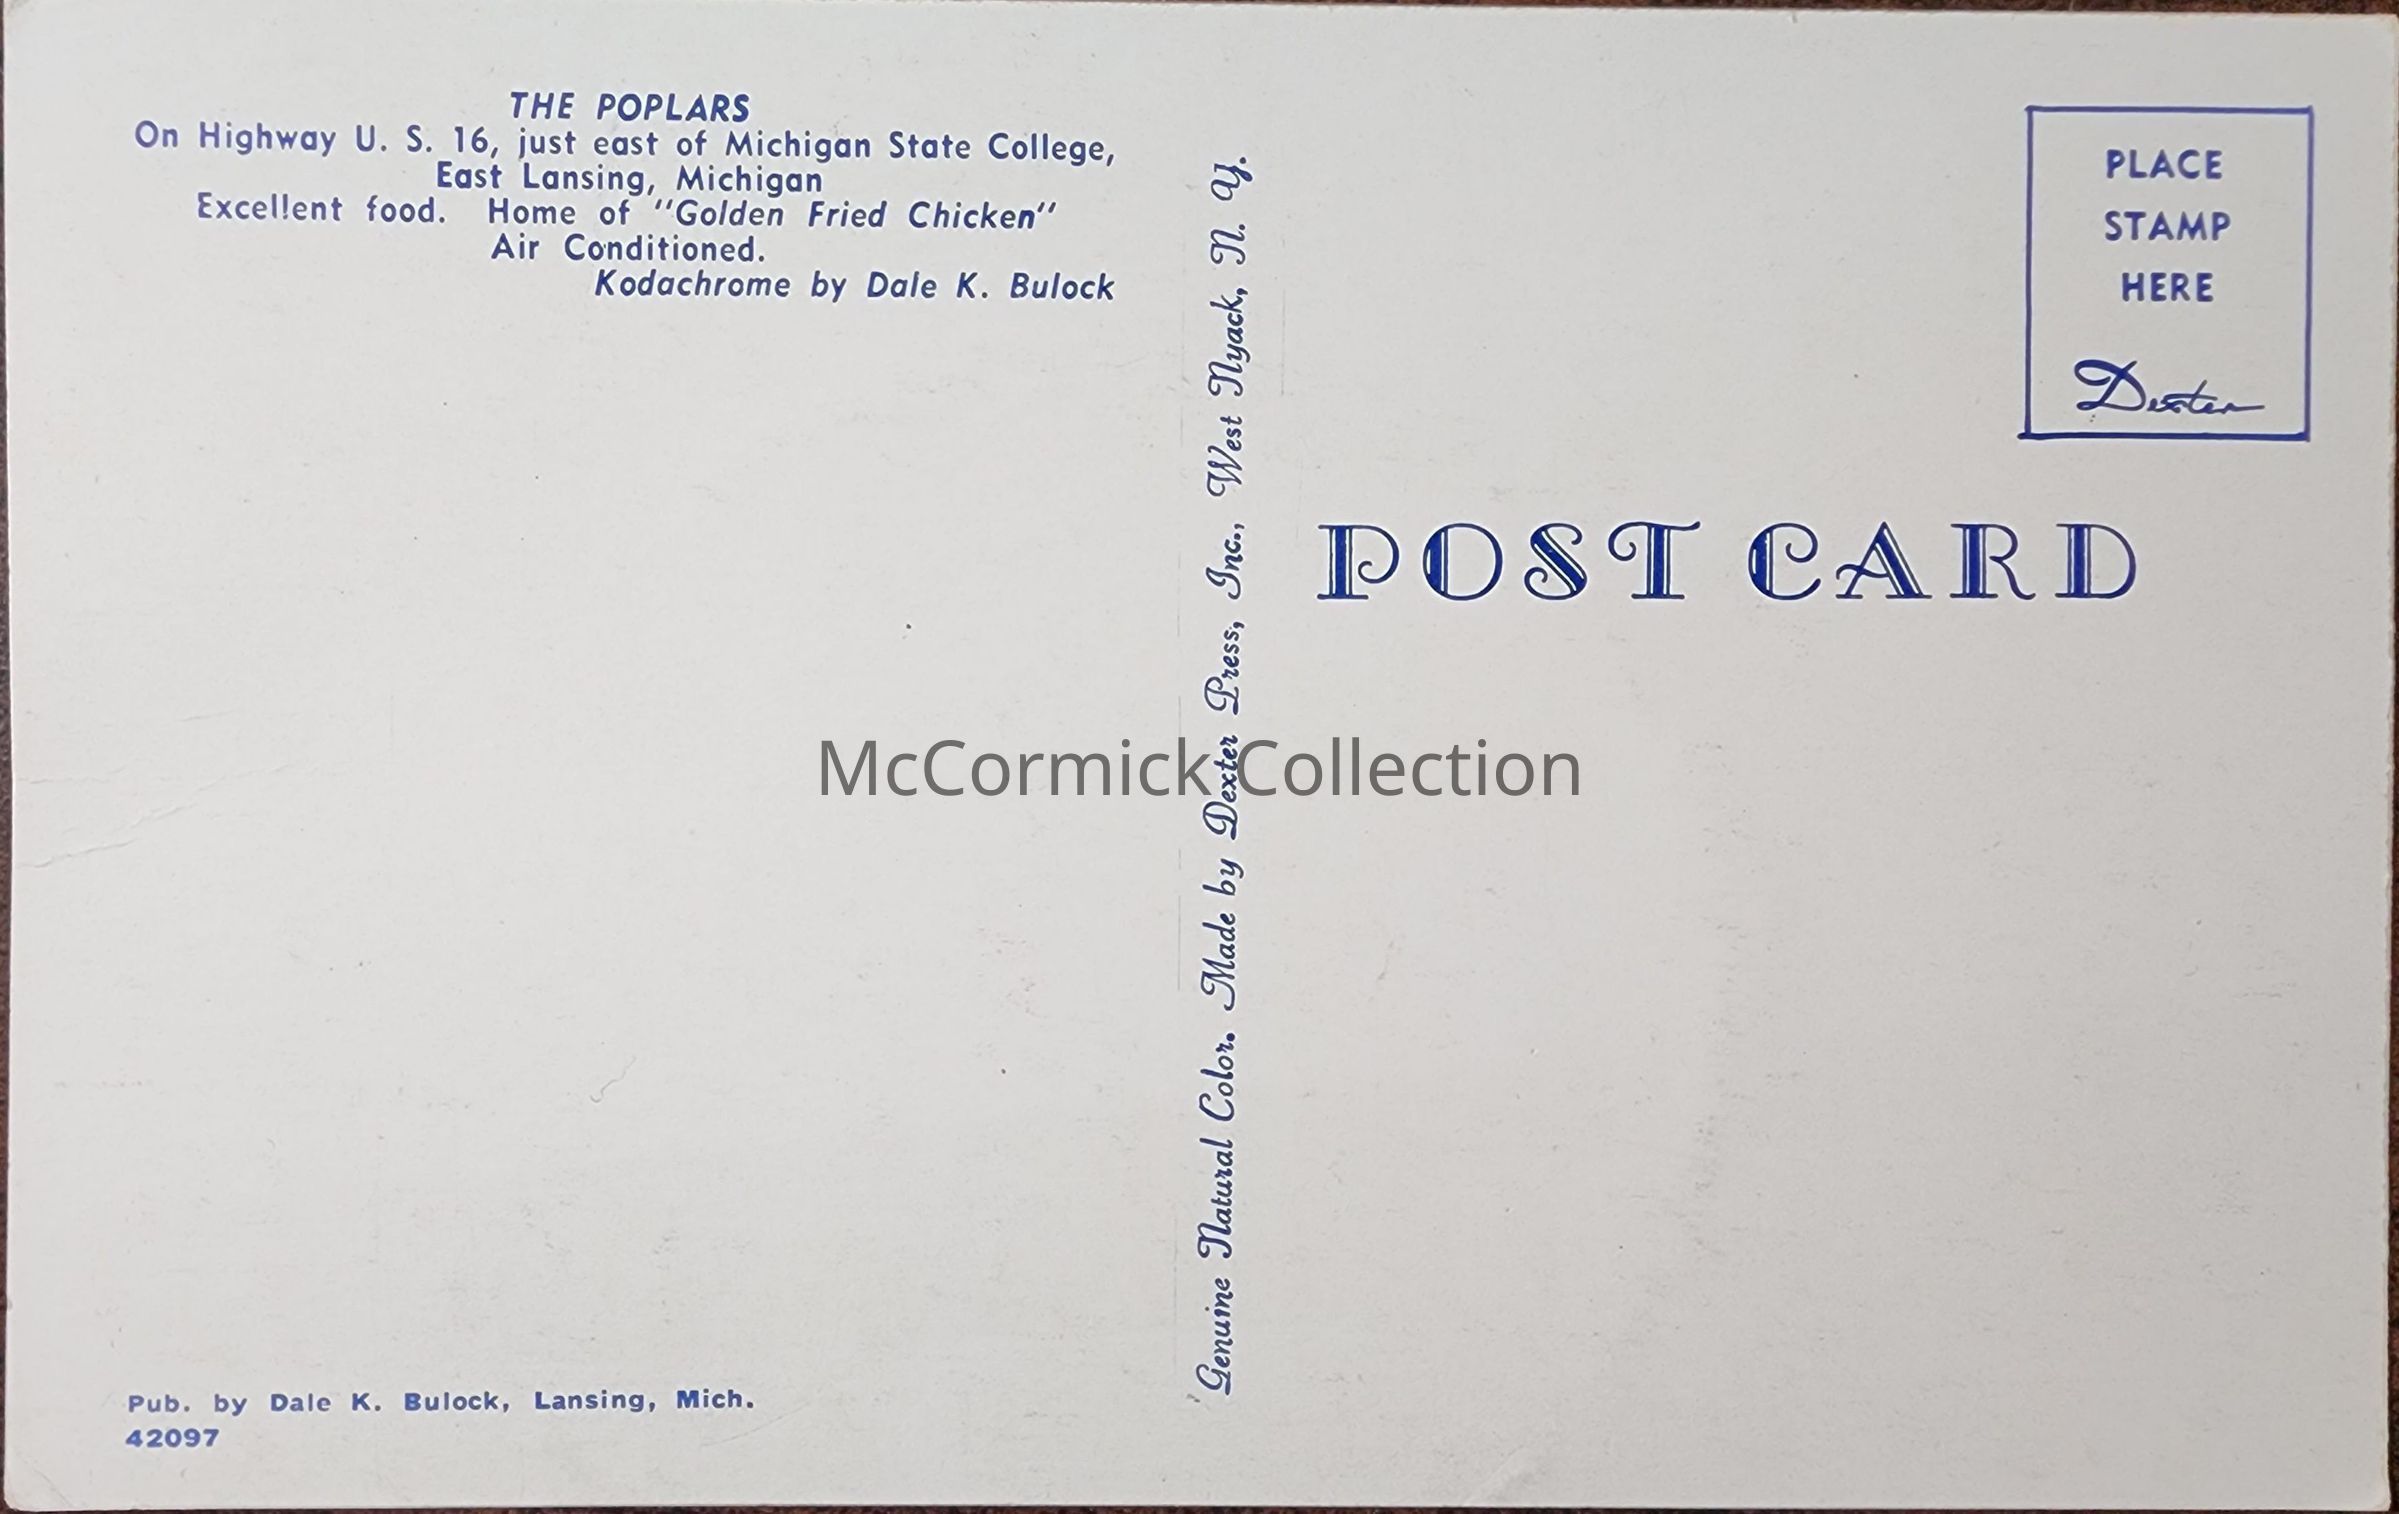 THE POPLARS
On Highway U. S. 16, just east of Michigan State College,
East Lansing, Michigan
Excellent food. Home of "Golden Fried Chicken"
Air Conditioned.
Kodachrome by Dale K. Bulock
Pub. by Dale K. Bulock, Lansing, Mich.
42097
Genuine Natural Color. Made by Dexter Press, Inc., West Nyack, N. Y.
PLACE
STAMP
HERE
Dexter
POST CARD
McCormick Collection